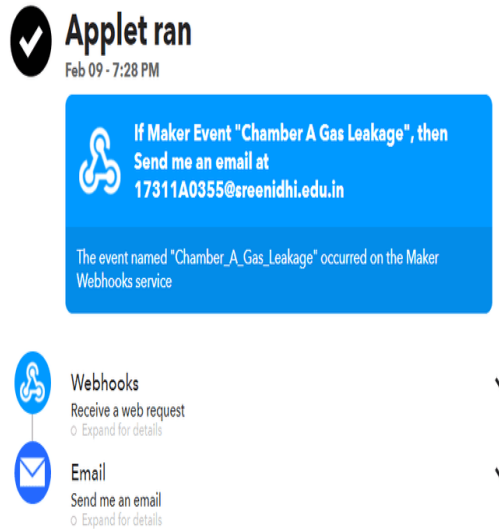 Applet ran
Feb 09 - 7:28 PM
If Maker Event "Chamber A Gas Leakage", then
Send me an email at
17311A0355@sreenidhi.edu.in
The event named "Chamber_A_Gas_Leakage" occurred on the Maker
Webhooks service
Webhooks
Receive a web request
Expand for details
Email
Send me an email
Expand for details